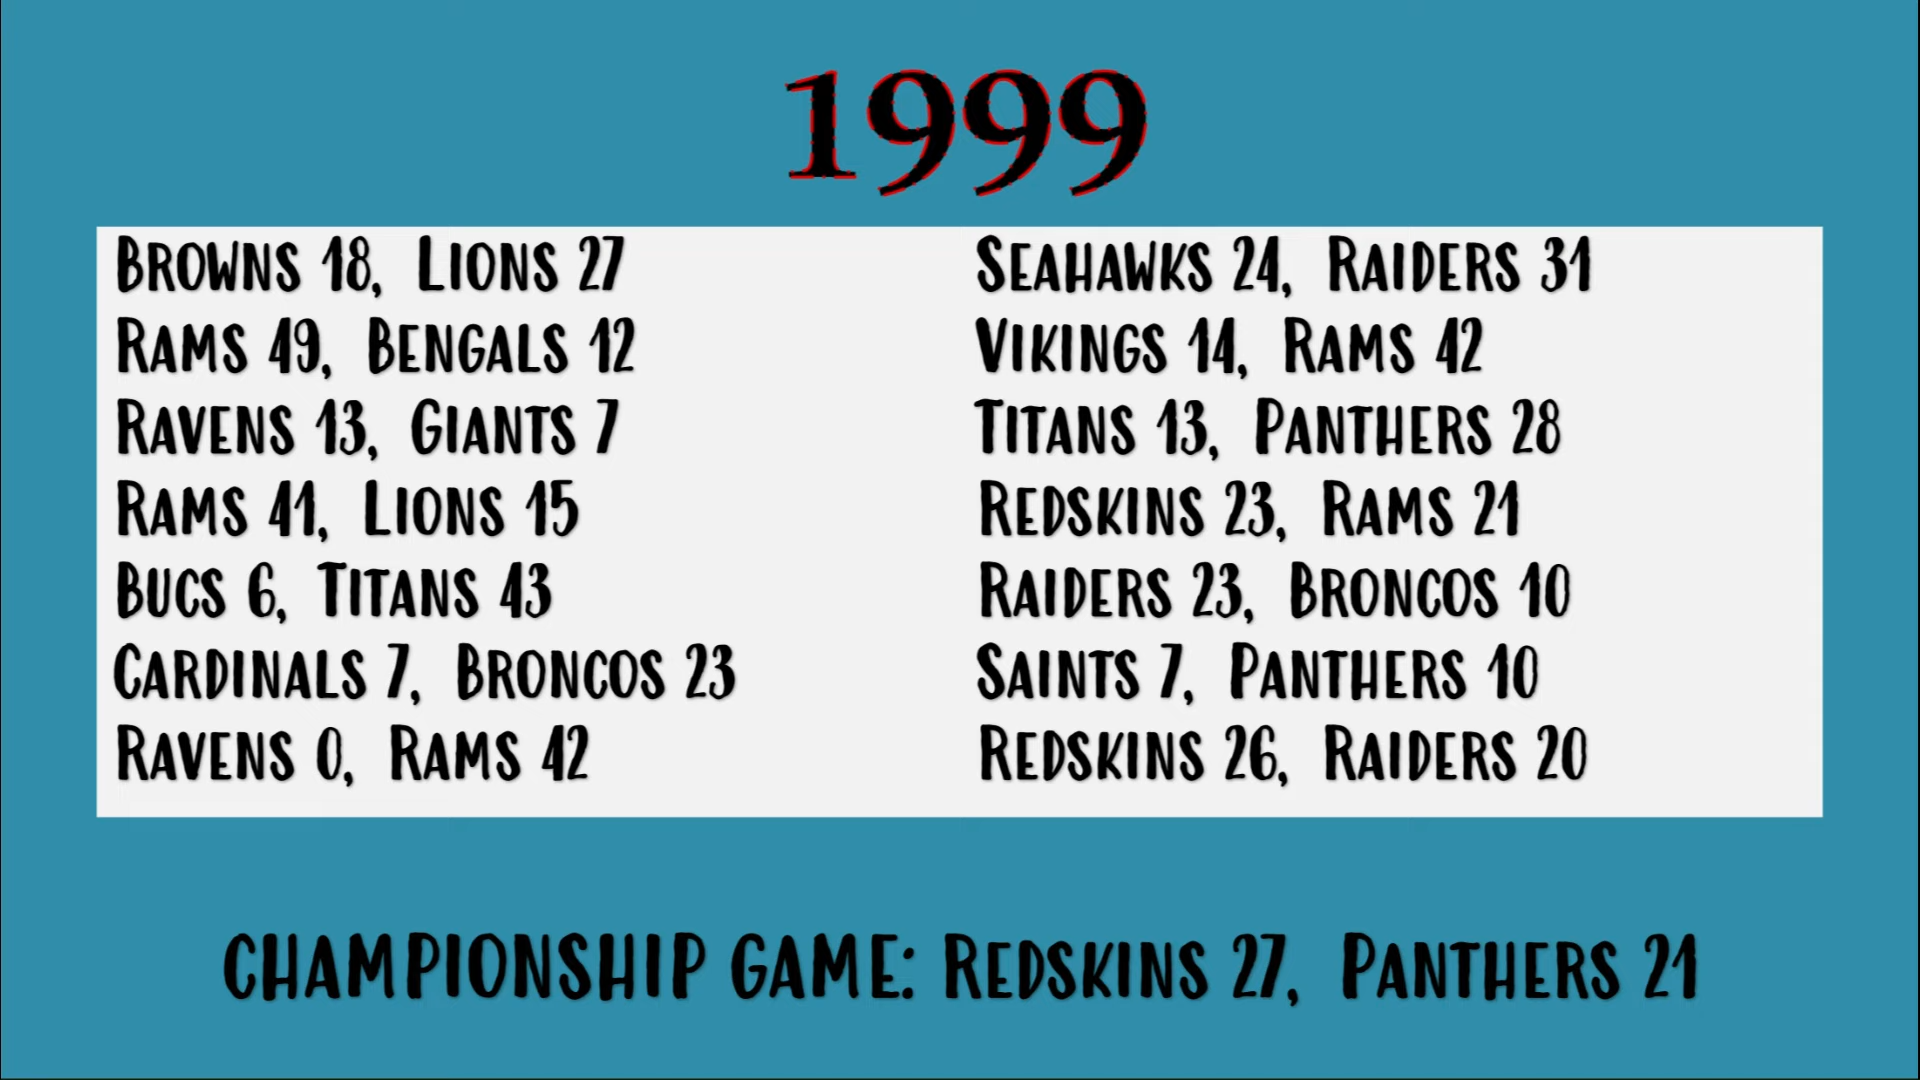 1999
Browns 18, Lions 27
Rams 49, Bengals 12
Ravens 13, Giants 7
Rams 41, Lions 15
Bucs 6, Titans 43
Cardinals 7, Broncos 23
Ravens 0, Rams 42
Seahawks 24, Raiders 31
Vikings 14, Rams 42
Titans 13, Panthers 28
Redskins 23, Rams 21
Raiders 23, Broncos 10
Saints 7, Panthers 10
Redskins 26, Raiders 20
CHAMPIONSHIP GAME: Redskins 27, Panthers 21